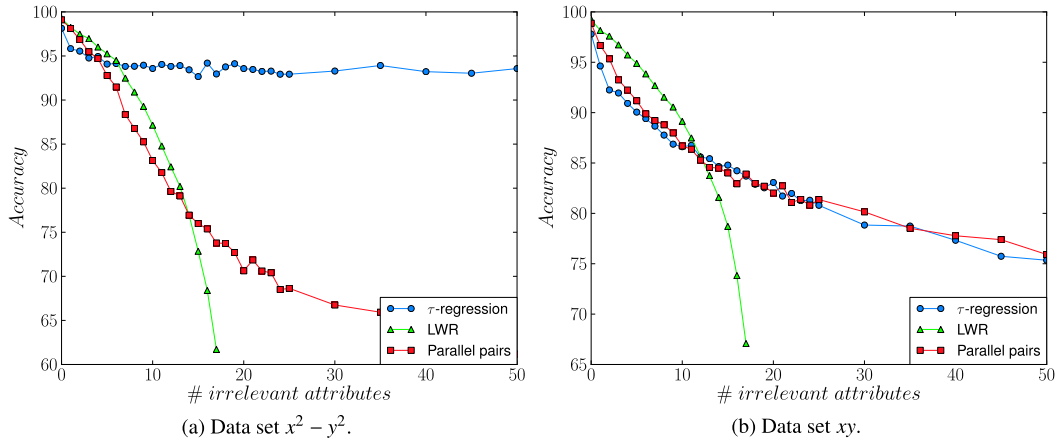 100
95
90
85
80
75
70
65
60
Accuracy
0
10
20
30
40
50
# irrelevant attributes
τ-regression
LWR
Parallel pairs
(a) Data set x² − y².
100
95
90
85
80
75
70
65
Accuracy
0
10
20
30
40
50
# irrelevant attributes
τ-regression
LWR
Parallel pairs
(b) Data set xy.